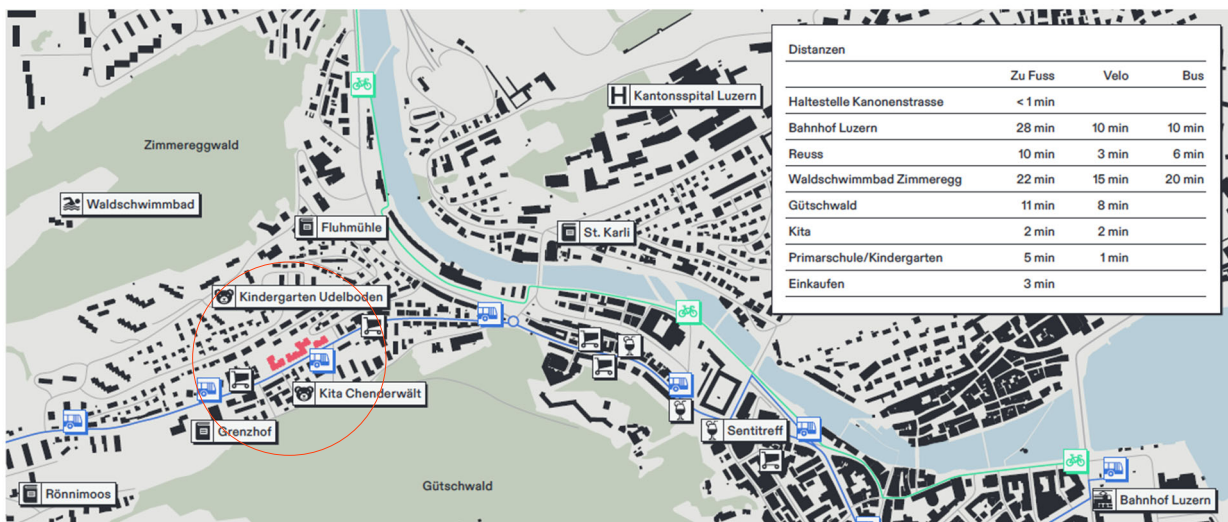 Distanzen
Zu Fuss Velo Bus
Haltestelle Kanonenstrasse < 1 min
Bahnhof Luzern 28 min 10 min 10 min
Reuss 10 min 3 min 6 min
Waldschwimmbad Zimmeregg 22 min 15 min 20 min
Gütschwald 11 min 8 min
Kita 2 min 2 min
Primarschule/Kindergarten 5 min 1 min
Einkaufen 3 min
H Kantonsspital Luzern
Zimmereggwald
Waldschwimmbad
Fluhmühle
St. Karli
Kindergarten Udelboden
Kita Chenderwält
Grenzhof
Sentitreff
Rönnimoos
Gütschwald
Bahnhof Luzern